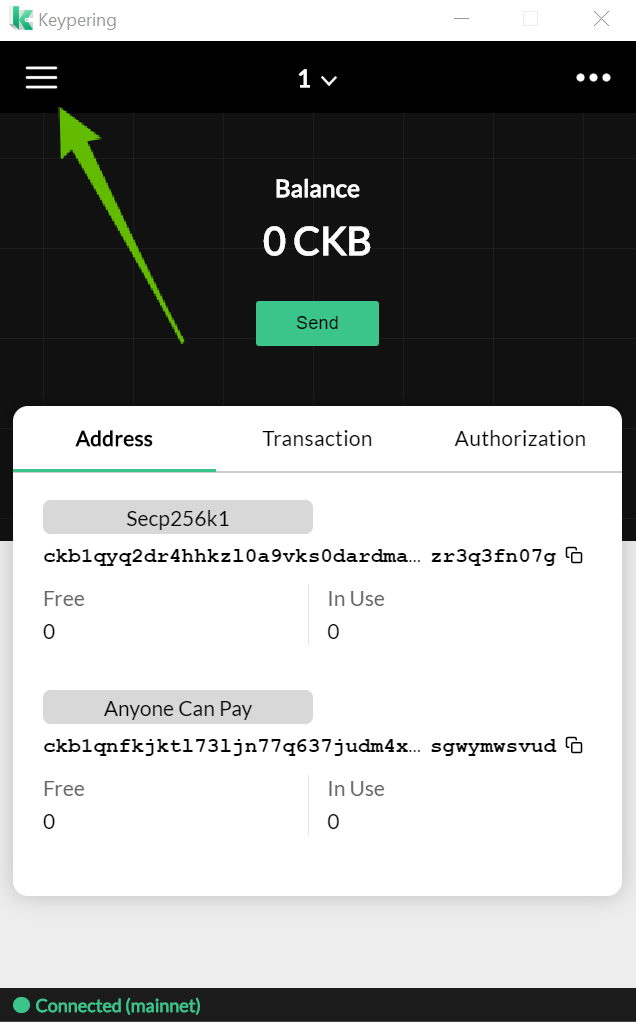 Keypering
1
Balance
0 CKB
Send
Address Transaction Authorization
Secp256k1
ckb1qyq2dr4hhkzl0a9vks0dardma... zr3q3fn07g
Free In Use
0 0
Anyone Can Pay
ckb1qnfkjktl73ljn77q637judm4x... sgwymwsvud
Free In Use
0 0
Connected (mainnet)